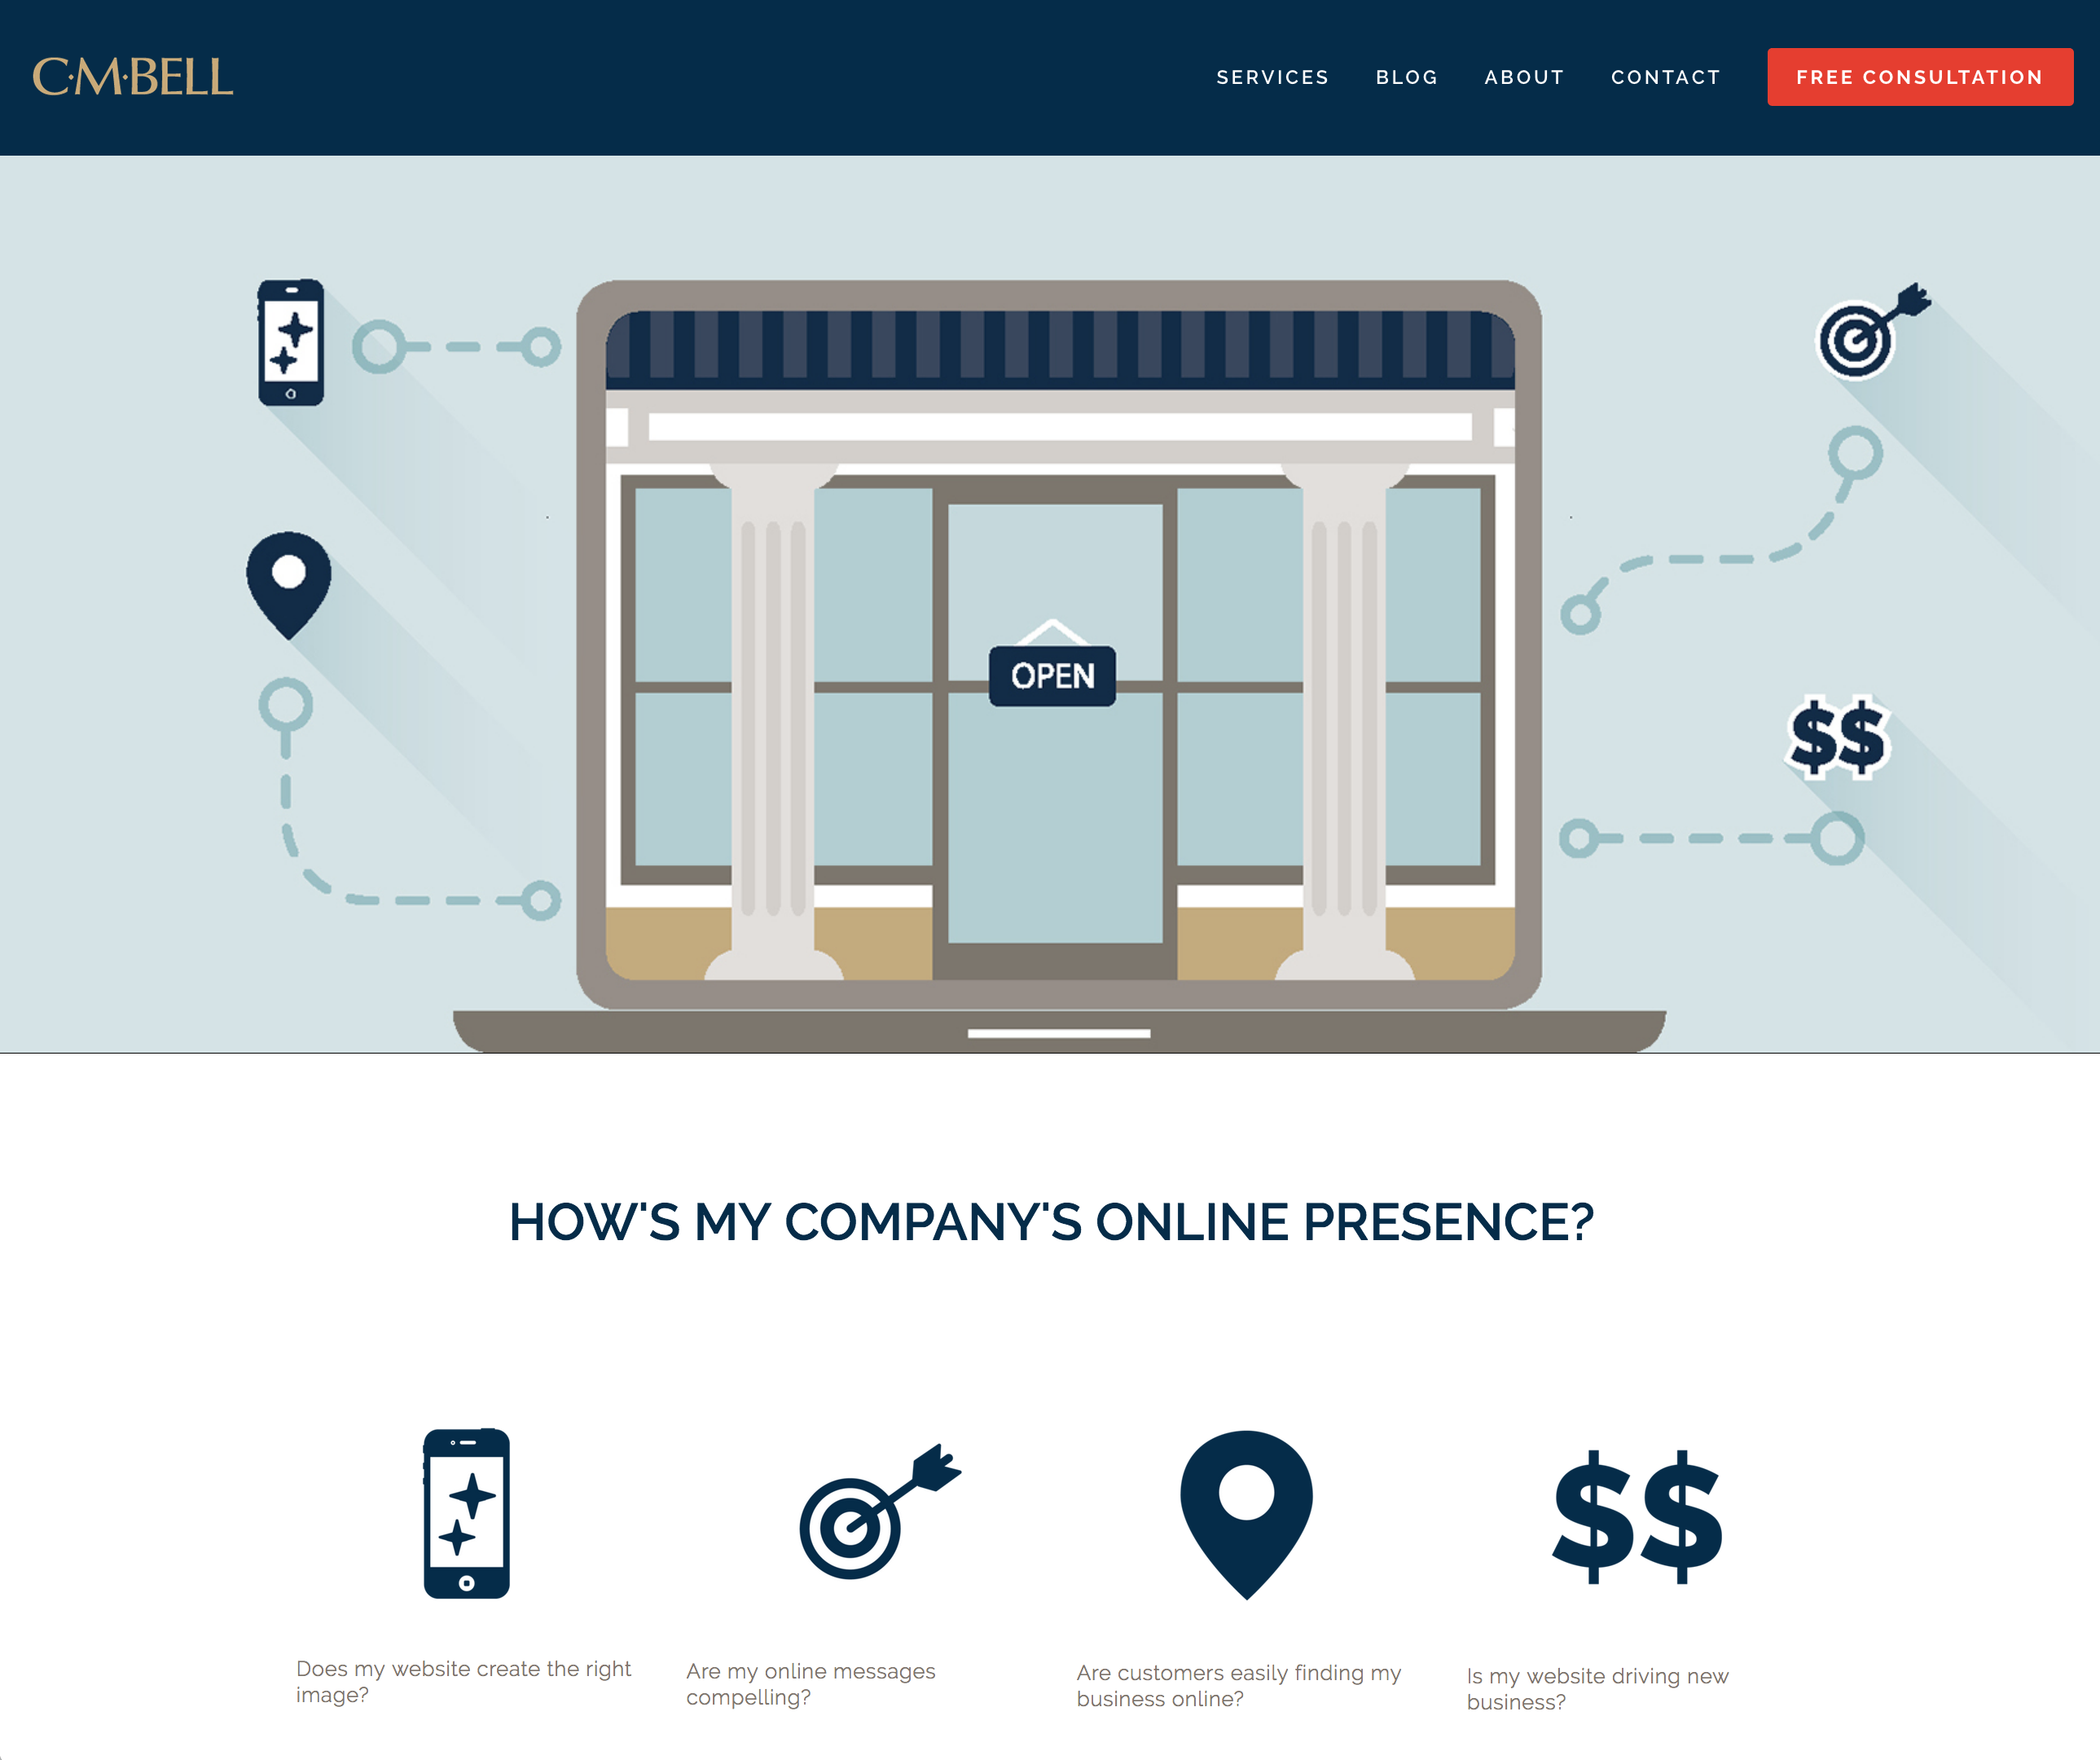 C·M·BELL
SERVICES
BLOG
ABOUT
CONTACT
FREE CONSULTATION
$$
OPEN
HOW'S MY COMPANY'S ONLINE PRESENCE?
$$
Does my website create the right
image?
Are my online messages
compelling?
Are customers easily finding my
business online?
Is my website driving new
business?